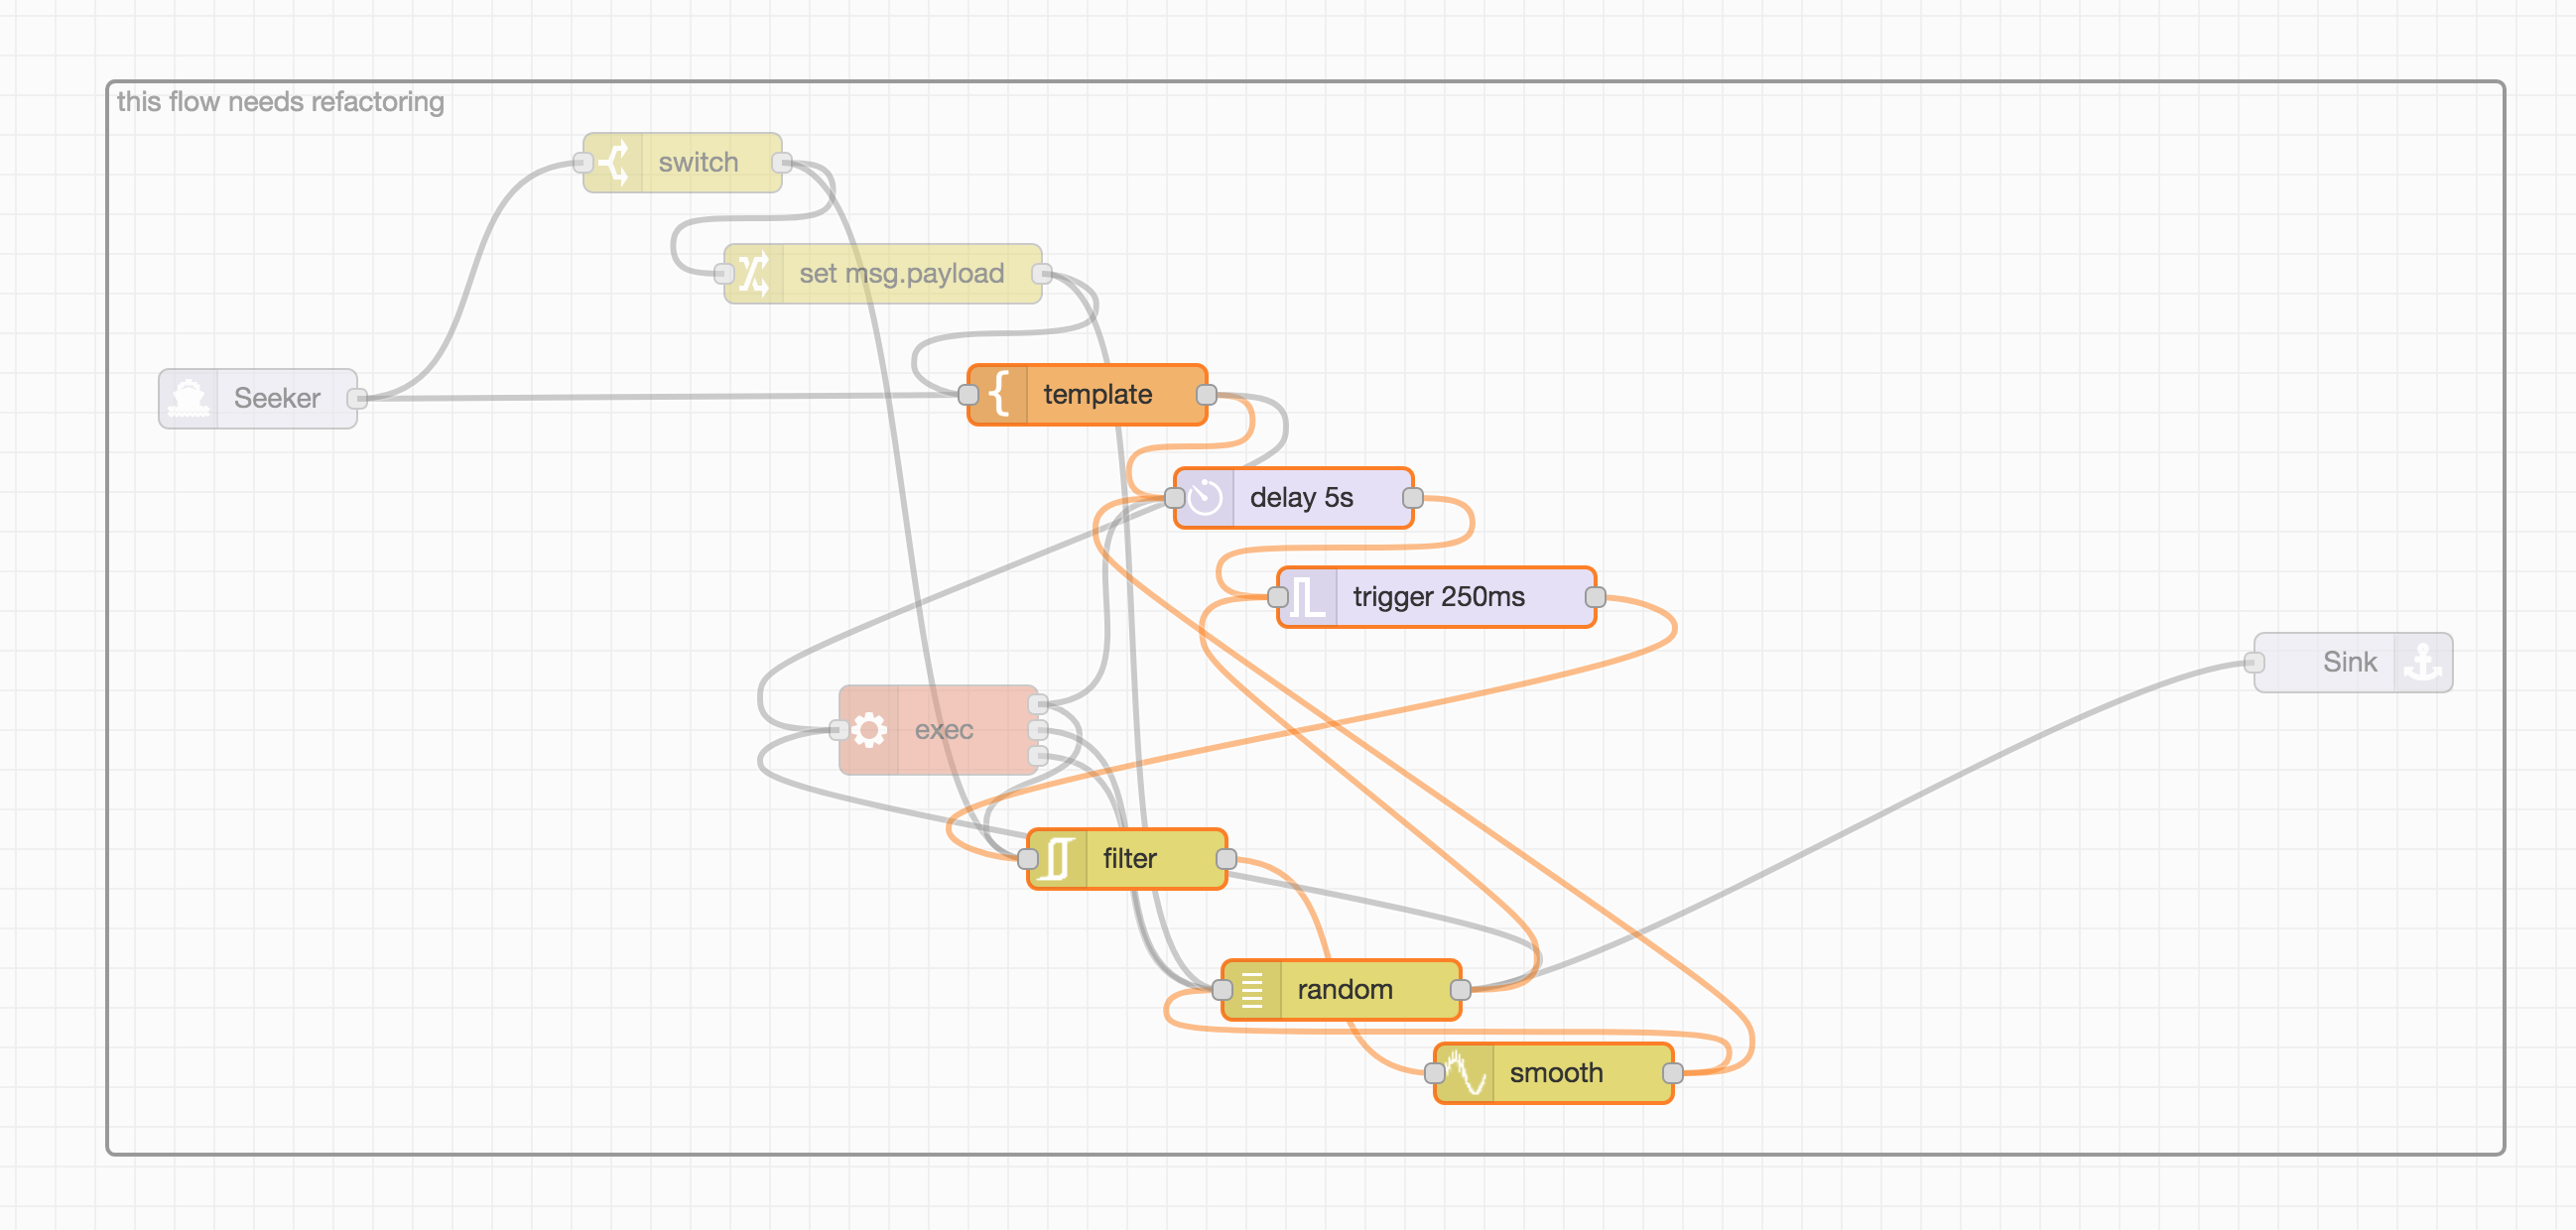 this flow needs refactoring
switch
set msg.payload
Seeker
template
delay 5s
trigger 250ms
Sink
exec
filter
random
smooth